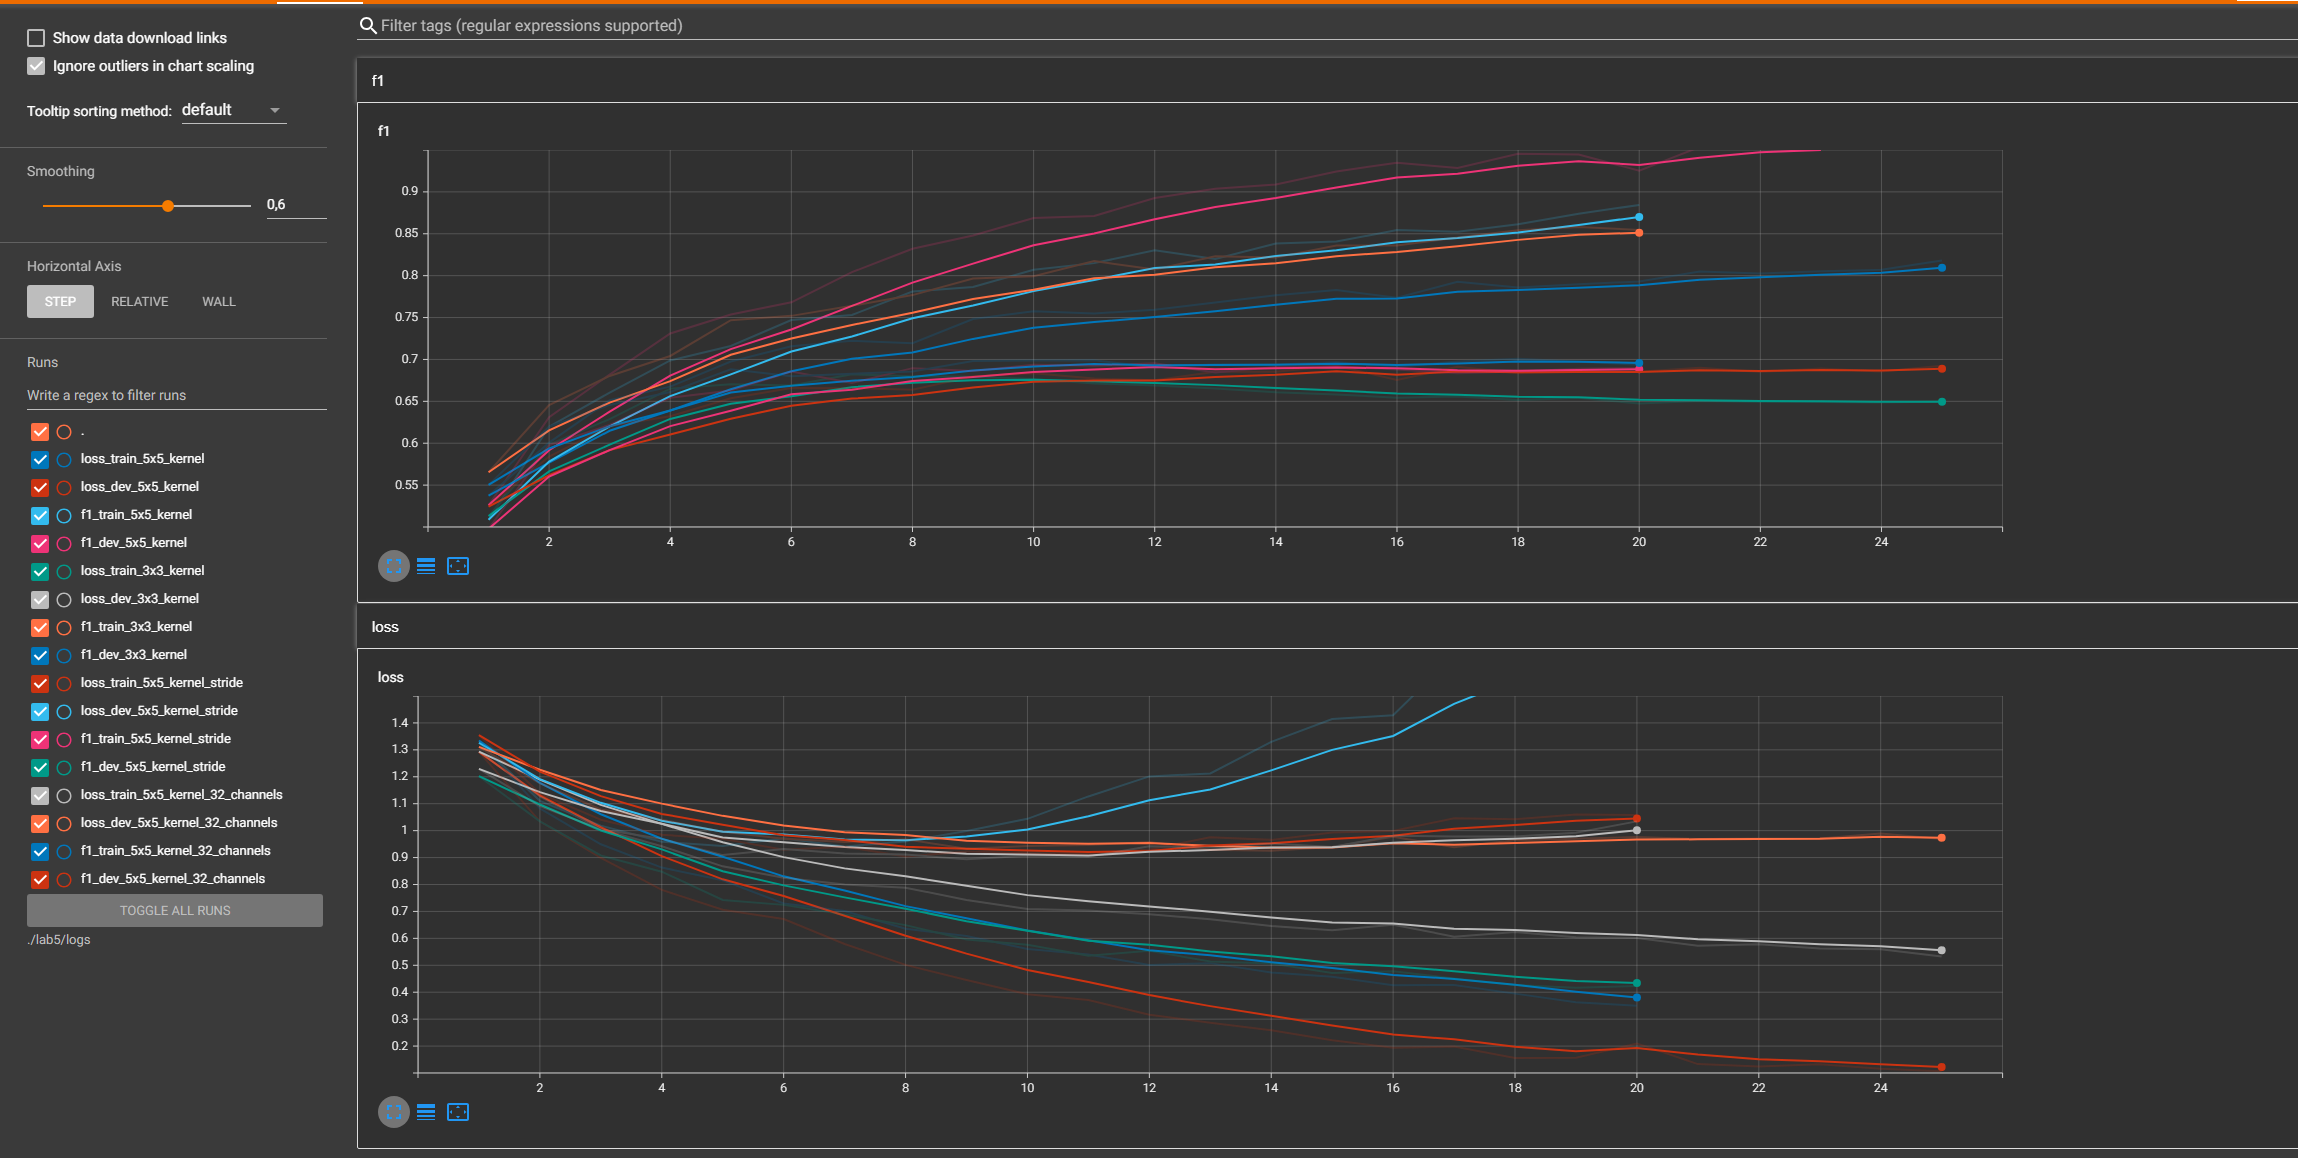 Show data download links
Ignore outliers in chart scaling
Tooltip sorting method: default
Smoothing
0,6
Horizontal Axis
STEP RELATIVE WALL
Runs
Write a regex to filter runs
.
loss_train_5x5_kernel
loss_dev_5x5_kernel
f1_train_5x5_kernel
f1_dev_5x5_kernel
loss_train_3x3_kernel
loss_dev_3x3_kernel
f1_train_3x3_kernel
f1_dev_3x3_kernel
loss_train_5x5_kernel_stride
loss_dev_5x5_kernel_stride
f1_train_5x5_kernel_stride
f1_dev_5x5_kernel_stride
loss_train_5x5_kernel_32_channels
loss_dev_5x5_kernel_32_channels
f1_train_5x5_kernel_32_channels
f1_dev_5x5_kernel_32_channels
TOGGLE ALL RUNS
./lab5/logs
Filter tags (regular expressions supported)
f1
f1
0.9
0.85
0.8
0.75
0.7
0.65
0.6
0.55
2 4 6 8 10 12 14 16 18 20 22 24
loss
loss
1.4
1.3
1.2
1.1
1
0.9
0.8
0.7
0.6
0.5
0.4
0.3
0.2
2 4 6 8 10 12 14 16 18 20 22 24